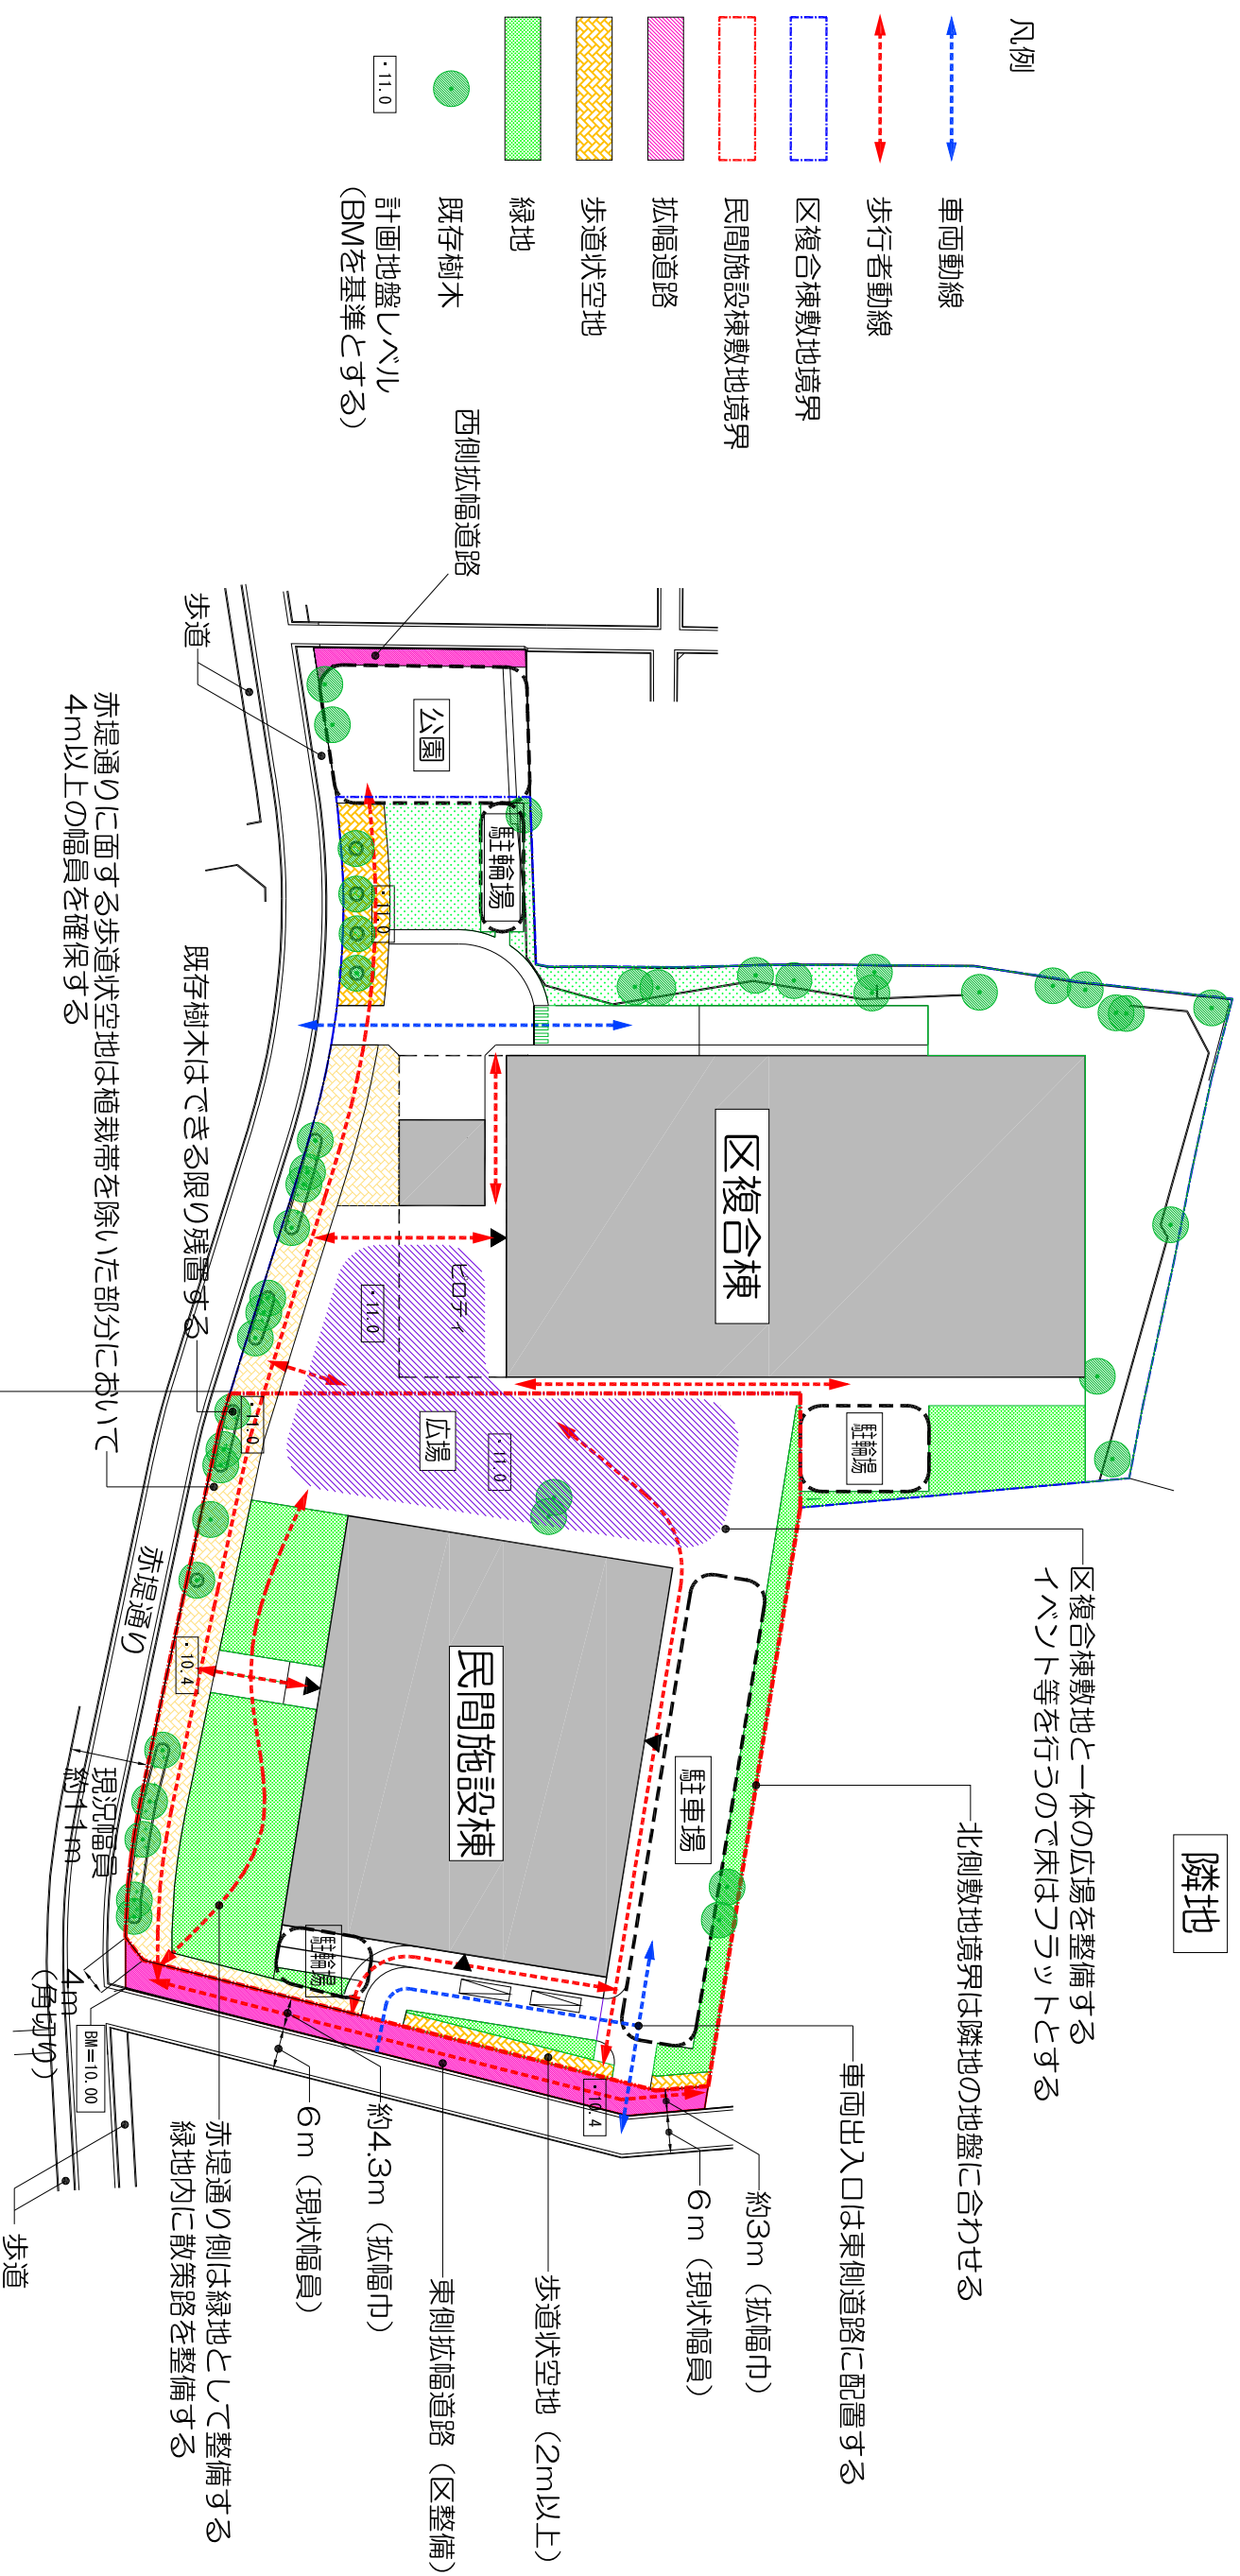 凡例
車両動線
歩行者動線
区複合棟敷地境界
民間施設棟敷地境界
拡幅道路
歩道状空地
緑地
既存樹木
・11.0
計画地盤レベル
（BMを基準とする）
隣地
区複合棟敷地と一体の広場を整備する
イベント等を行うので床はフラットとする
北側敷地境界は隣地の地盤に合わせる
車両出入口は東側道路に配置する
約3m（拡幅巾）
6m（現状幅員）
歩道状空地（2m以上）
東側拡幅道路（区整備）
約4.3m（拡幅巾）
6m（現状幅員）
赤堤通り側は緑地として整備する
緑地内に散策路を整備する
西側拡幅道路
歩道
公園
駐輪場
・11.0
区複合棟
駐輪場
ピロティ
・11.0
広場
・11.0
・11.0
民間施設棟
駐車場
駐輪場
・10.4
・10.4
赤堤通り
既存樹木はできる限り残置する
赤堤通りに面する歩道状空地は植栽帯を除いた部分において
4m以上の幅員を確保する
現況幅員
約11m
4m
（角切り）
BM=10.00
歩道